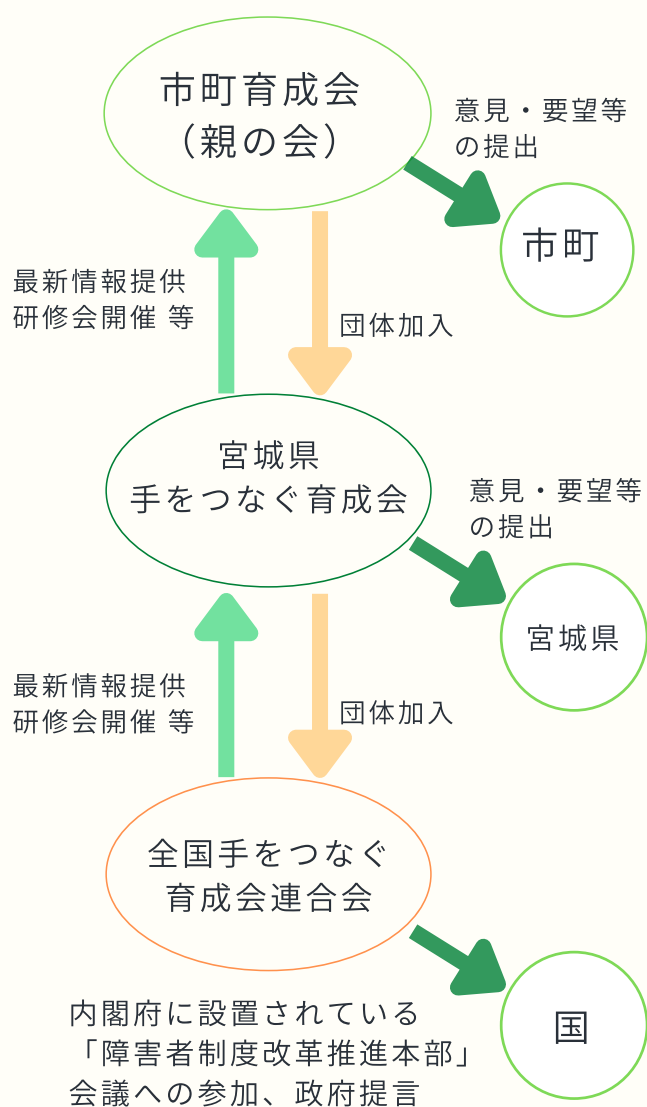 市町育成会
（親の会）
意見・要望等
の提出
市町
最新情報提供
研修会開催 等
団体加入
宮城県
手をつなぐ育成会
意見・要望等
の提出
宮城県
最新情報提供
研修会開催 等
団体加入
全国手をつなぐ
育成会連合会
国
内閣府に設置されている
「障害者制度改革推進本部」
会議への参加、政府提言